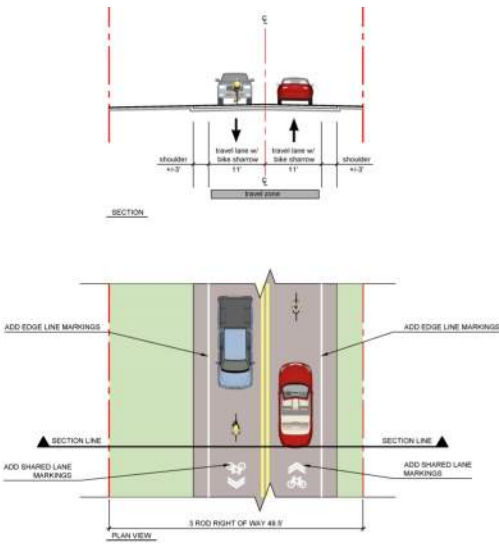 ℄
travel lane w/
bike sharrow
11'
travel lane w/
bike sharrow
11'
shoulder
+/-3'
shoulder
+/-3'
℄
travel zone
SECTION
ADD EDGE LINE MARKINGS
ADD EDGE LINE MARKINGS
SECTION LINE
SECTION LINE
ADD SHARED LANE
MARKINGS
ADD SHARED LANE
MARKINGS
3 ROD RIGHT OF WAY 49.5'
PLAN VIEW